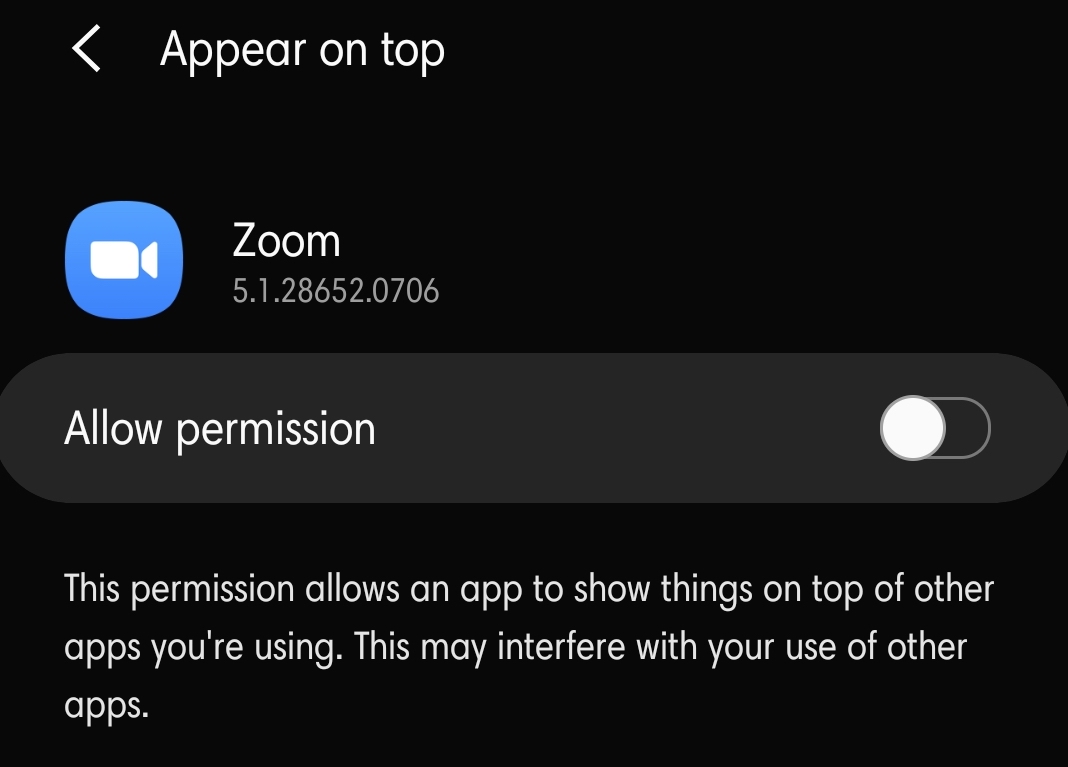 Appear on top
Zoom
5.1.28652.0706
Allow permission
This permission allows an app to show things on top of other
apps you're using. This may interfere with your use of other
apps.